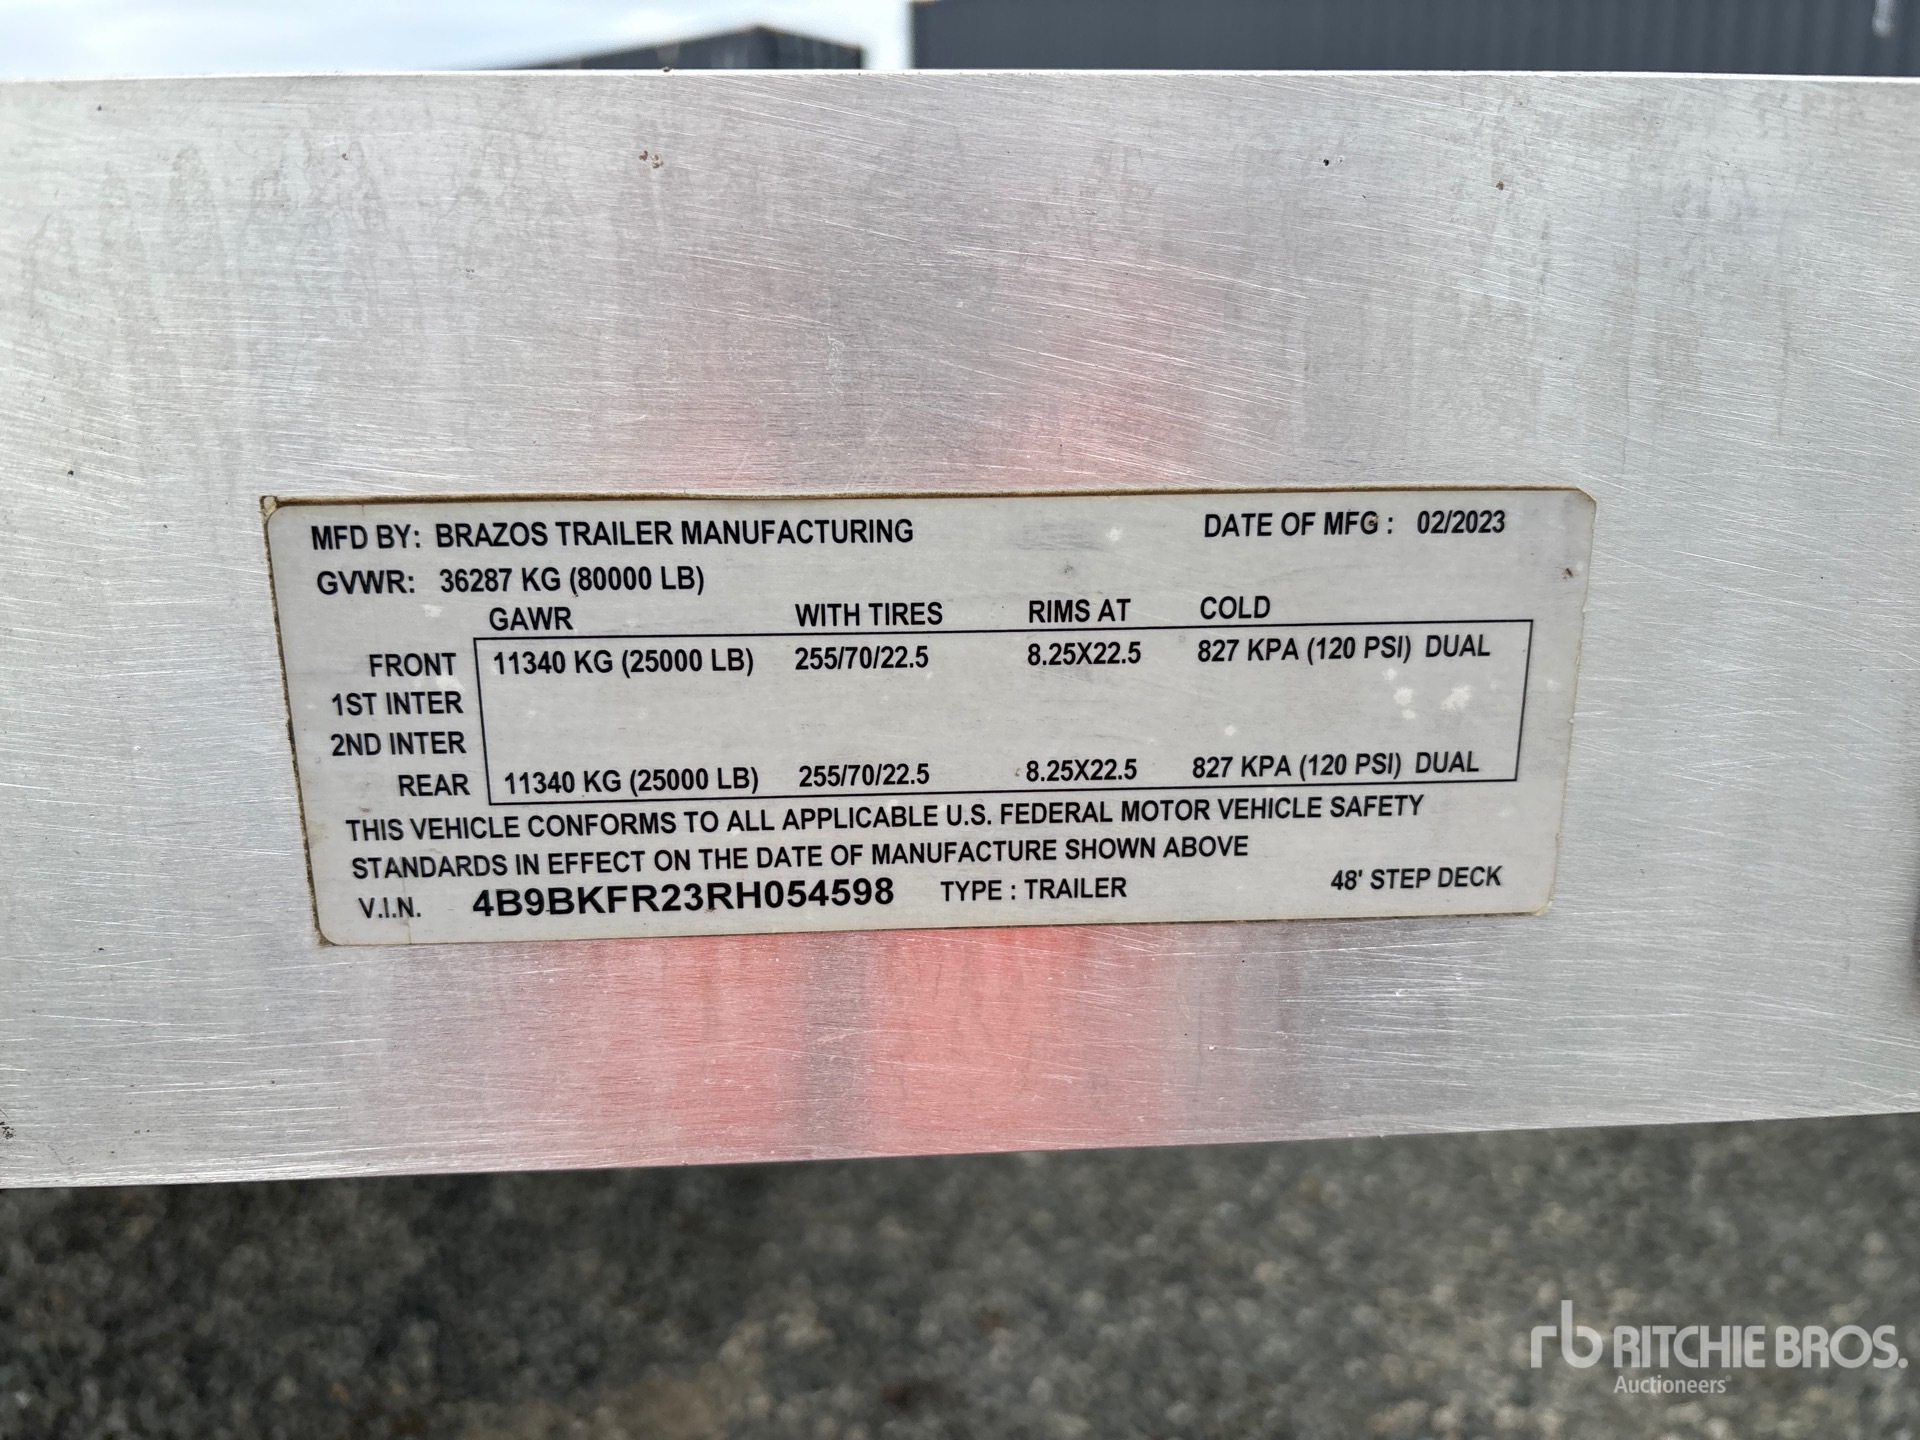 MFD BY: BRAZOS TRAILER MANUFACTURING DATE OF MFG : 02/2023
GVWR: 36287 KG (80000 LB)
GAWR WITH TIRES RIMS AT COLD
FRONT 11340 KG (25000 LB) 255/70/22.5 8.25X22.5 827 KPA (120 PSI) DUAL
1ST INTER
2ND INTER
REAR 11340 KG (25000 LB) 255/70/22.5 8.25X22.5 827 KPA (120 PSI) DUAL
THIS VEHICLE CONFORMS TO ALL APPLICABLE U.S. FEDERAL MOTOR VEHICLE SAFETY
STANDARDS IN EFFECT ON THE DATE OF MANUFACTURE SHOWN ABOVE
V.I.N. 4B9BKFR23RH054598 TYPE : TRAILER 48' STEP DECK
rb RITCHIE BROS.
Auctioneers